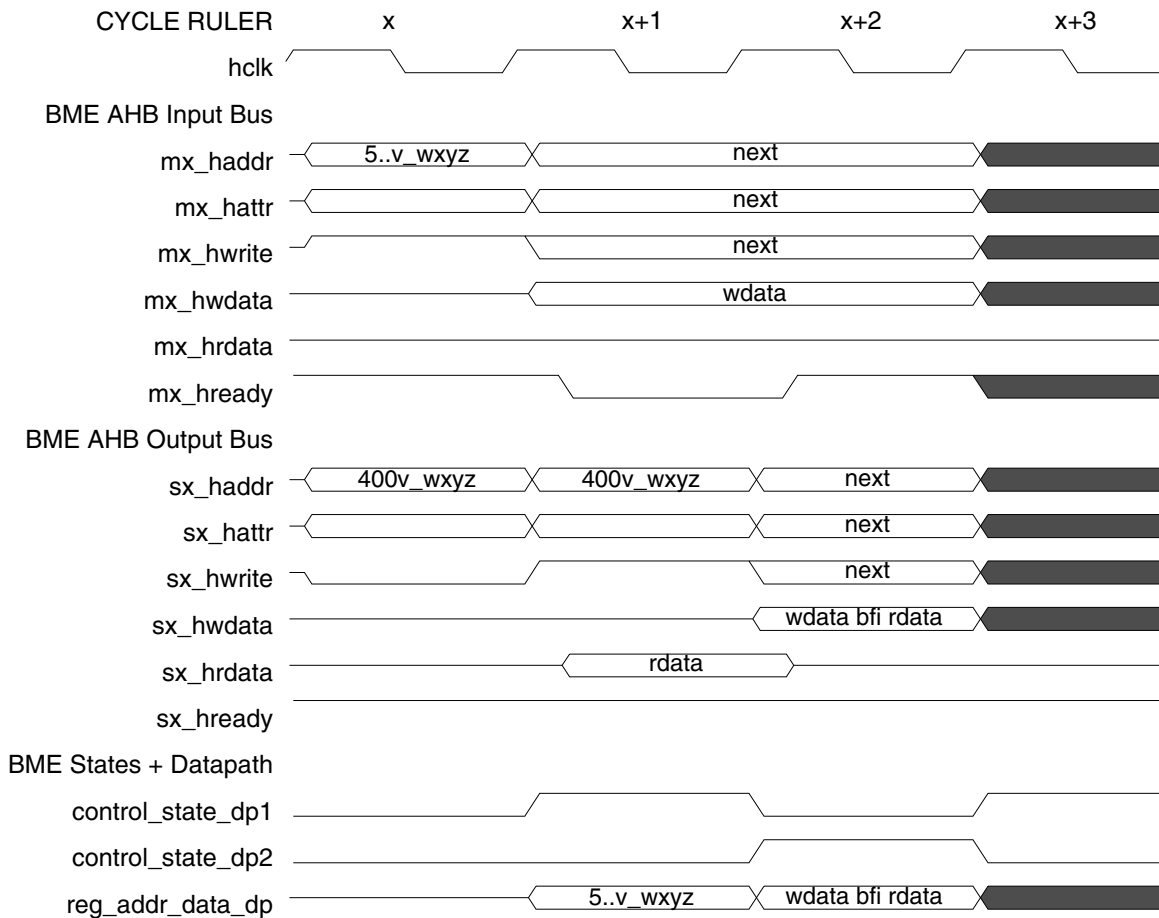 CYCLE RULER x x+1 x+2 x+3
hclk
BME AHB Input Bus
mx_haddr 5..v_wxyz next
mx_hattr next
mx_hwrite next
mx_hwdata wdata
mx_hrdata
mx_hready
BME AHB Output Bus
sx_haddr 400v_wxyz 400v_wxyz next
sx_hattr next
sx_hwrite next
sx_hwdata wdata bfi rdata
sx_hrdata rdata
sx_hready
BME States + Datapath
control_state_dp1
control_state_dp2
reg_addr_data_dp 5..v_wxyz wdata bfi rdata